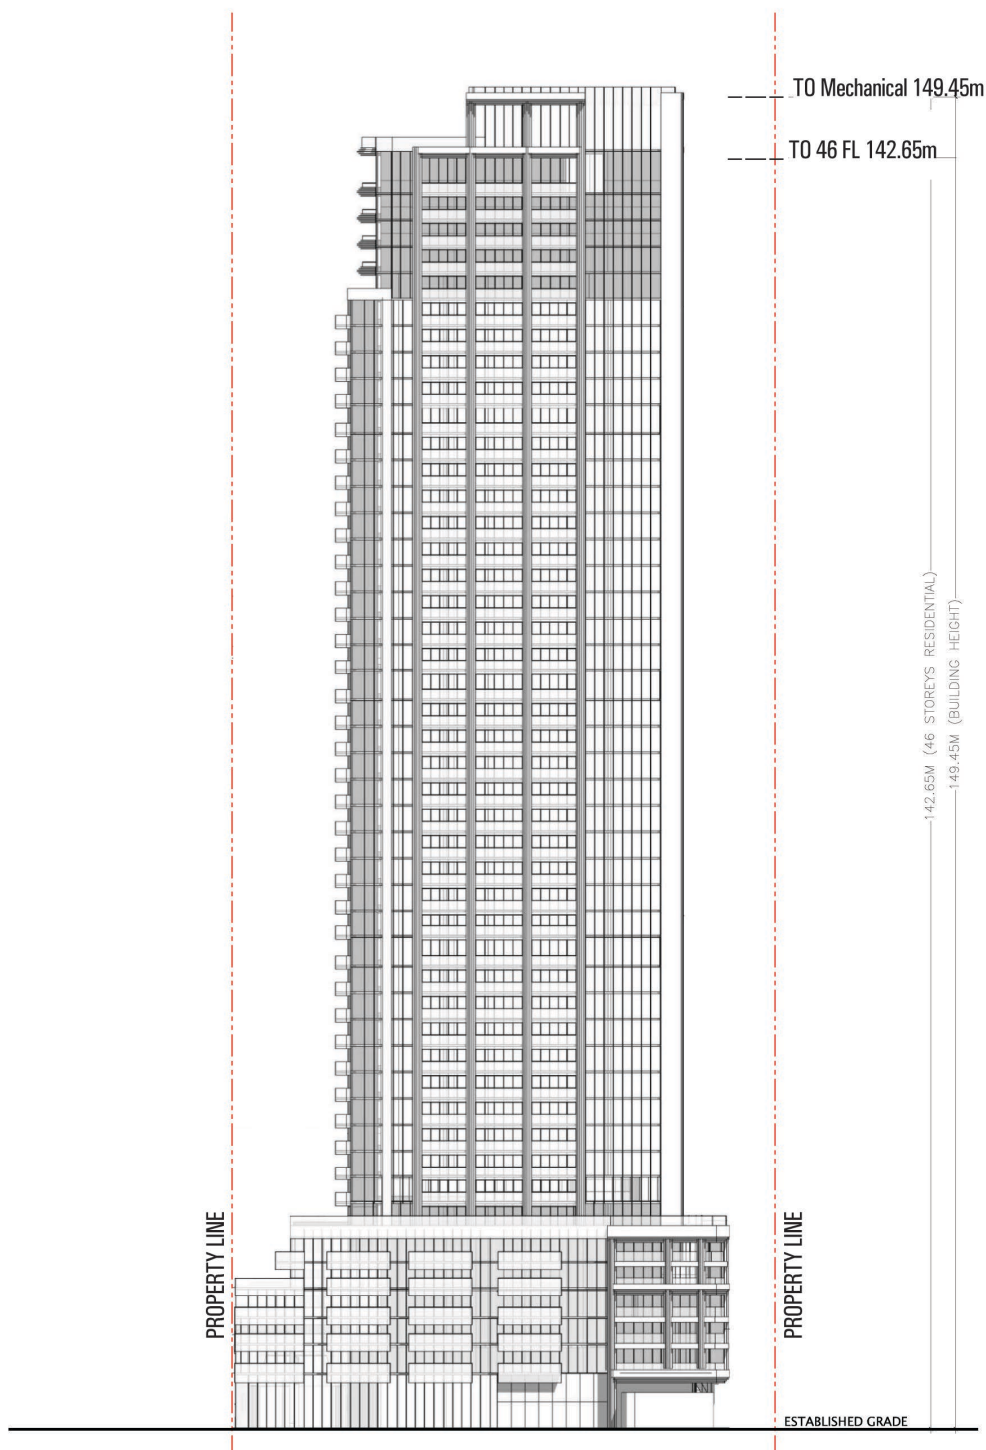 TO Mechanical 149.45m
TO 46 FL 142.65m
142.65M (46 STOREYS RESIDENTIAL)
149.45M (BUILDING HEIGHT)
PROPERTY LINE
PROPERTY LINE
ESTABLISHED GRADE